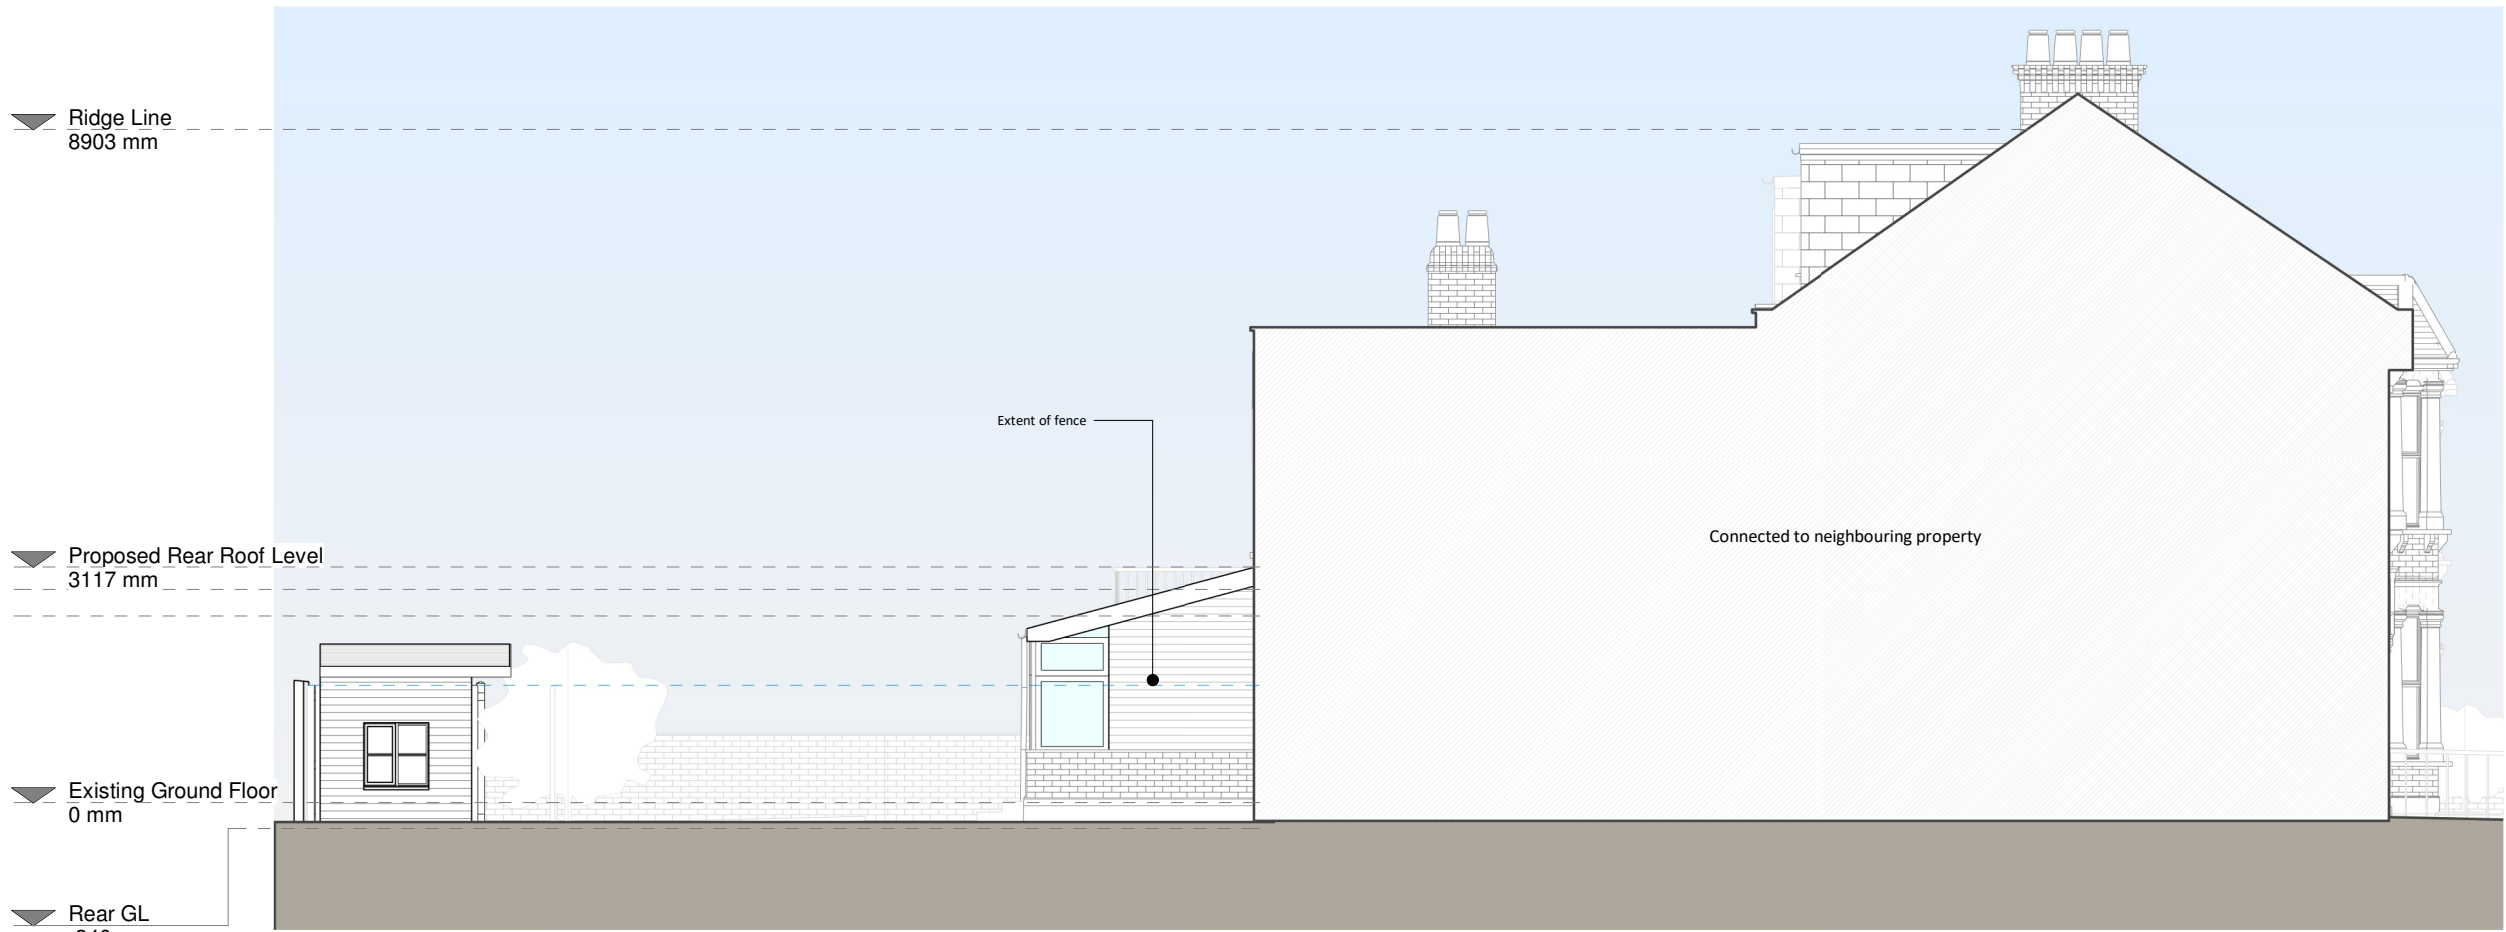 Ridge Line
8903 mm
Extent of fence
Connected to neighbouring property
Proposed Rear Roof Level
3117 mm
Existing Ground Floor
0 mm
Rear GL